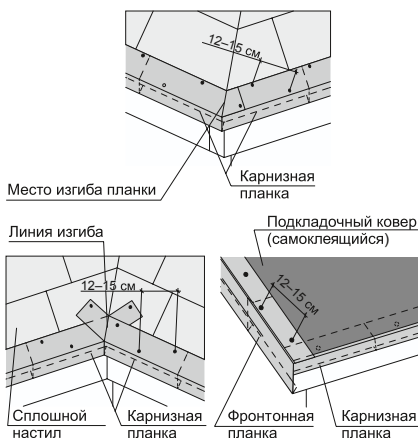 12–15 см
Карнизная
планка
Место изгиба планки
Линия изгиба
12–15 см
Сплошной
настил
Карнизная
планка
Подкладочный ковер
(самоклеящийся)
12–15 см
Фронтонная
планка
Карнизная
планка